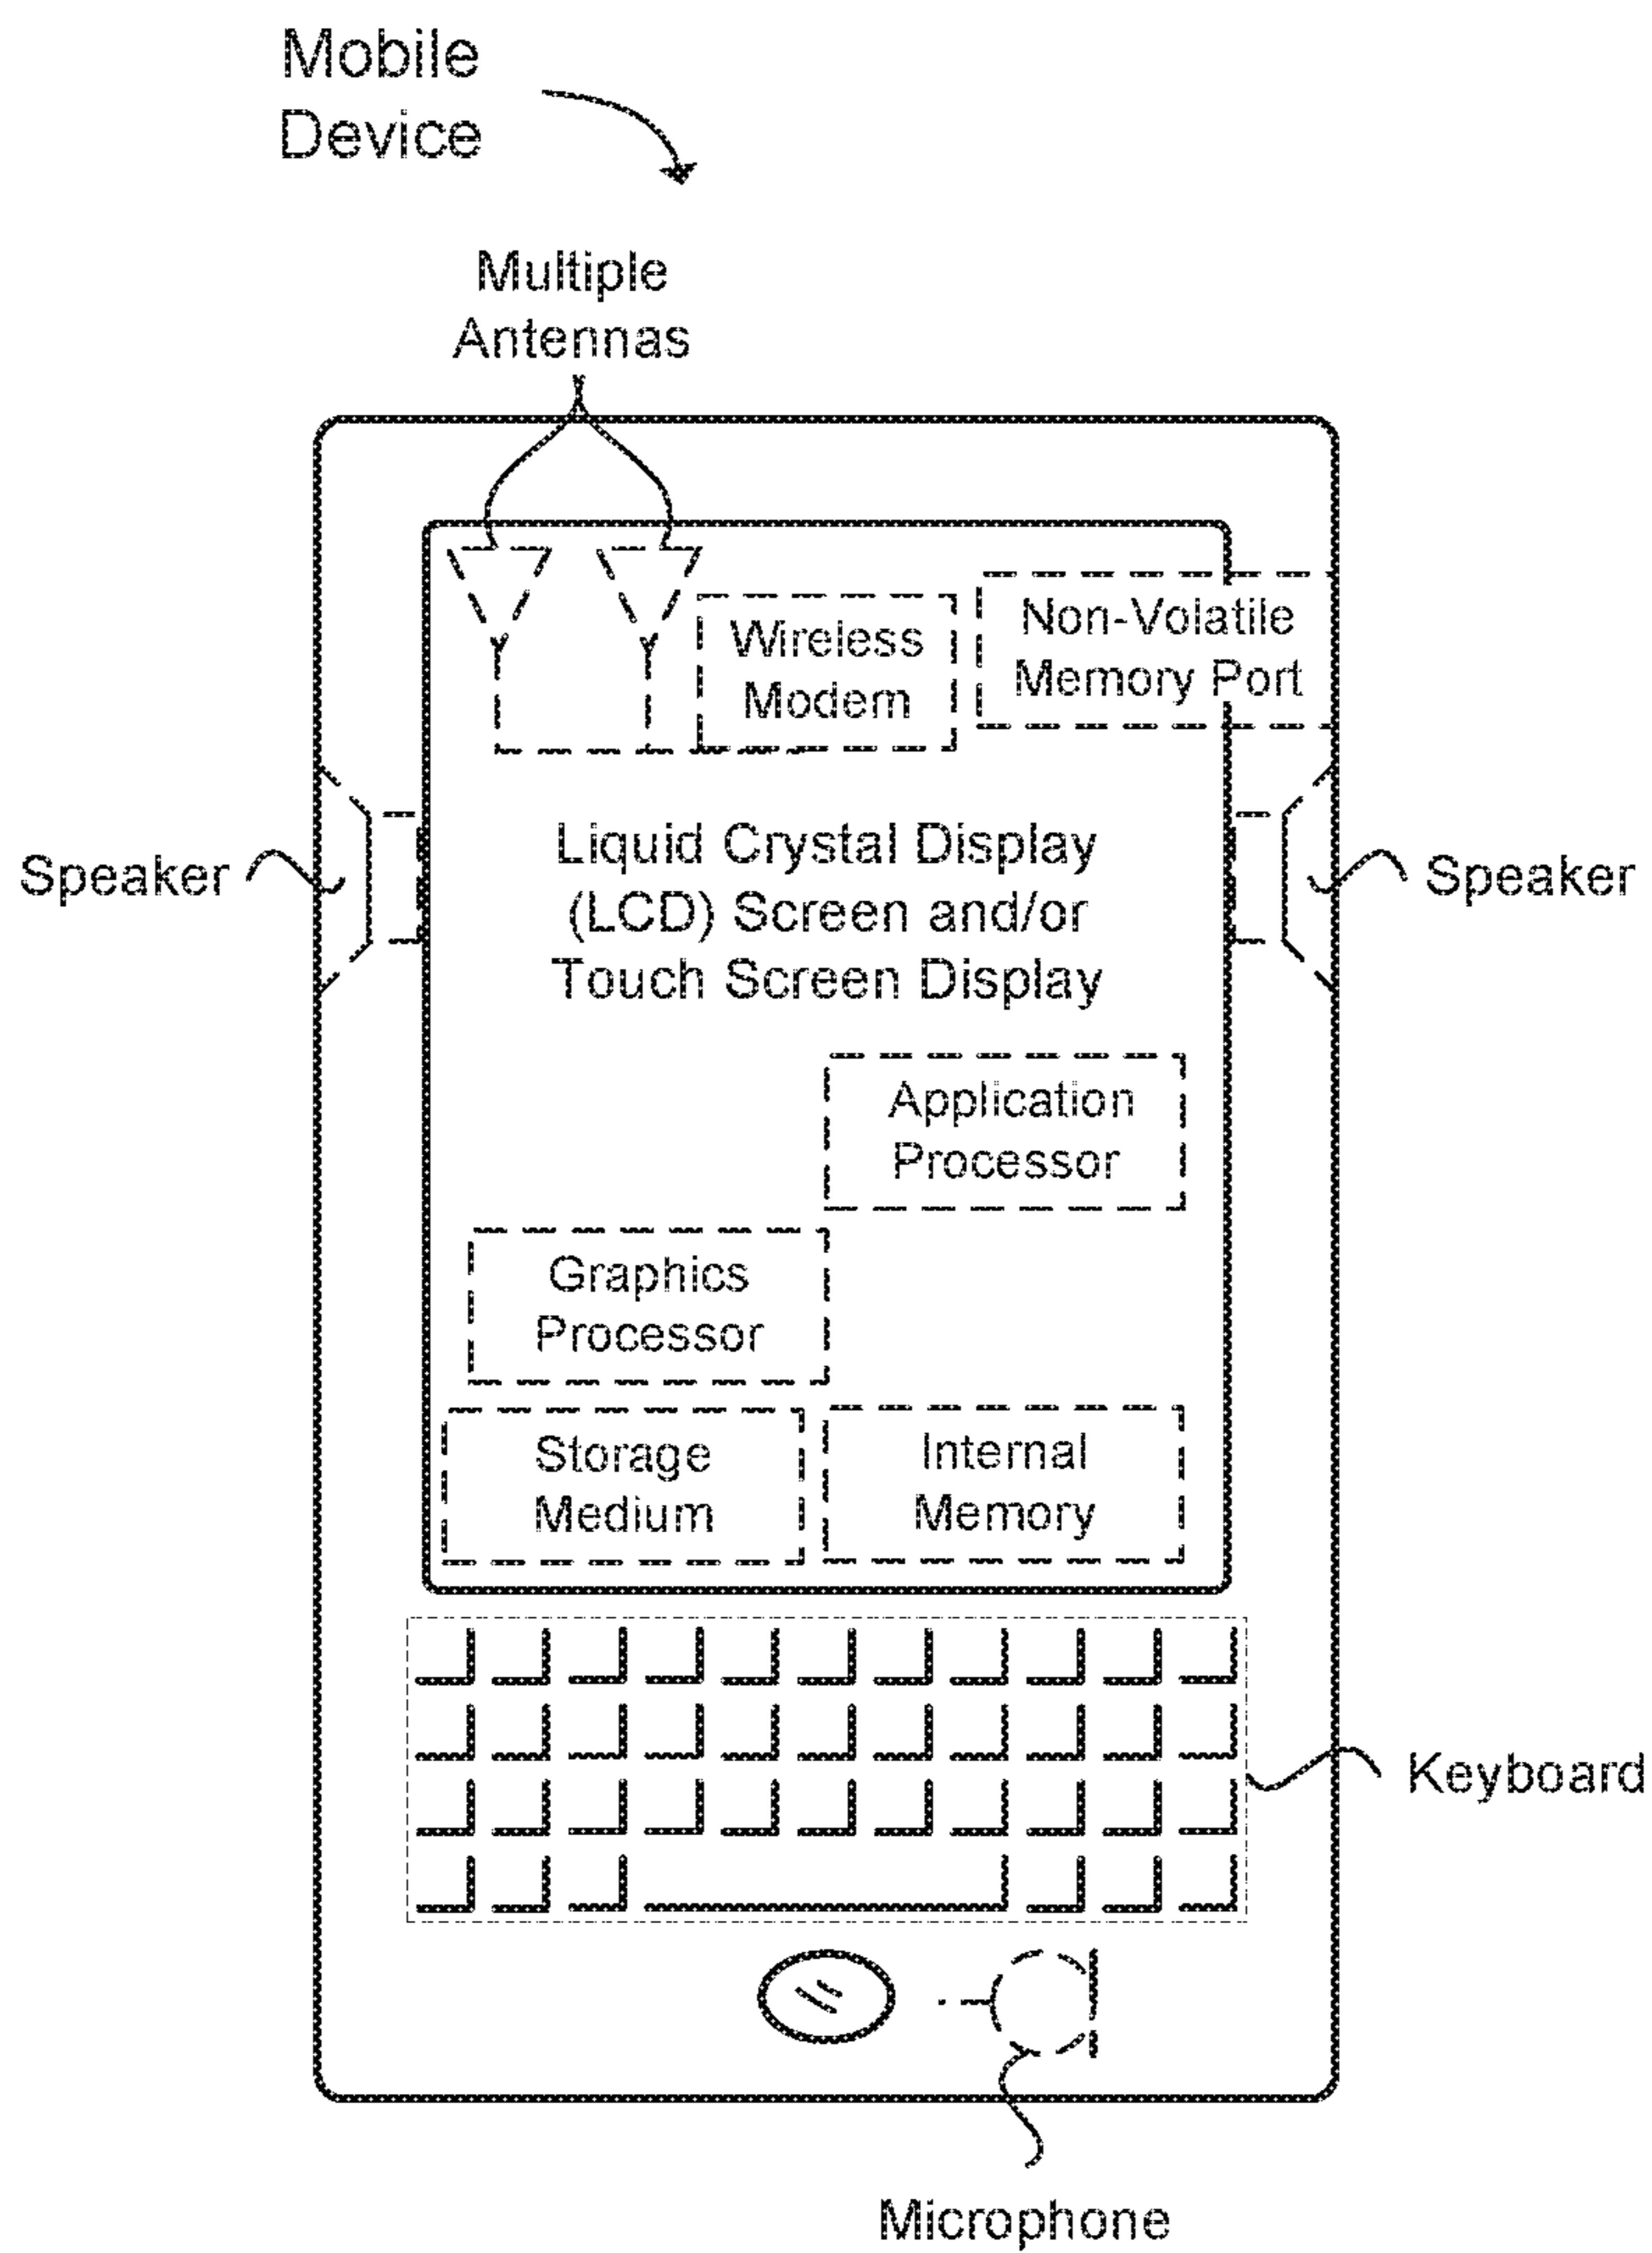 Mobile
Device
Multiple
Antennas
Wireless
Modem
Non-Volatile
Memory Port
Speaker
Liquid Crystal Display
(LCD) Screen and/or
Touch Screen Display
Speaker
Application
Processor
Graphics
Processor
Storage
Medium
Internal
Memory
Keyboard
Microphone